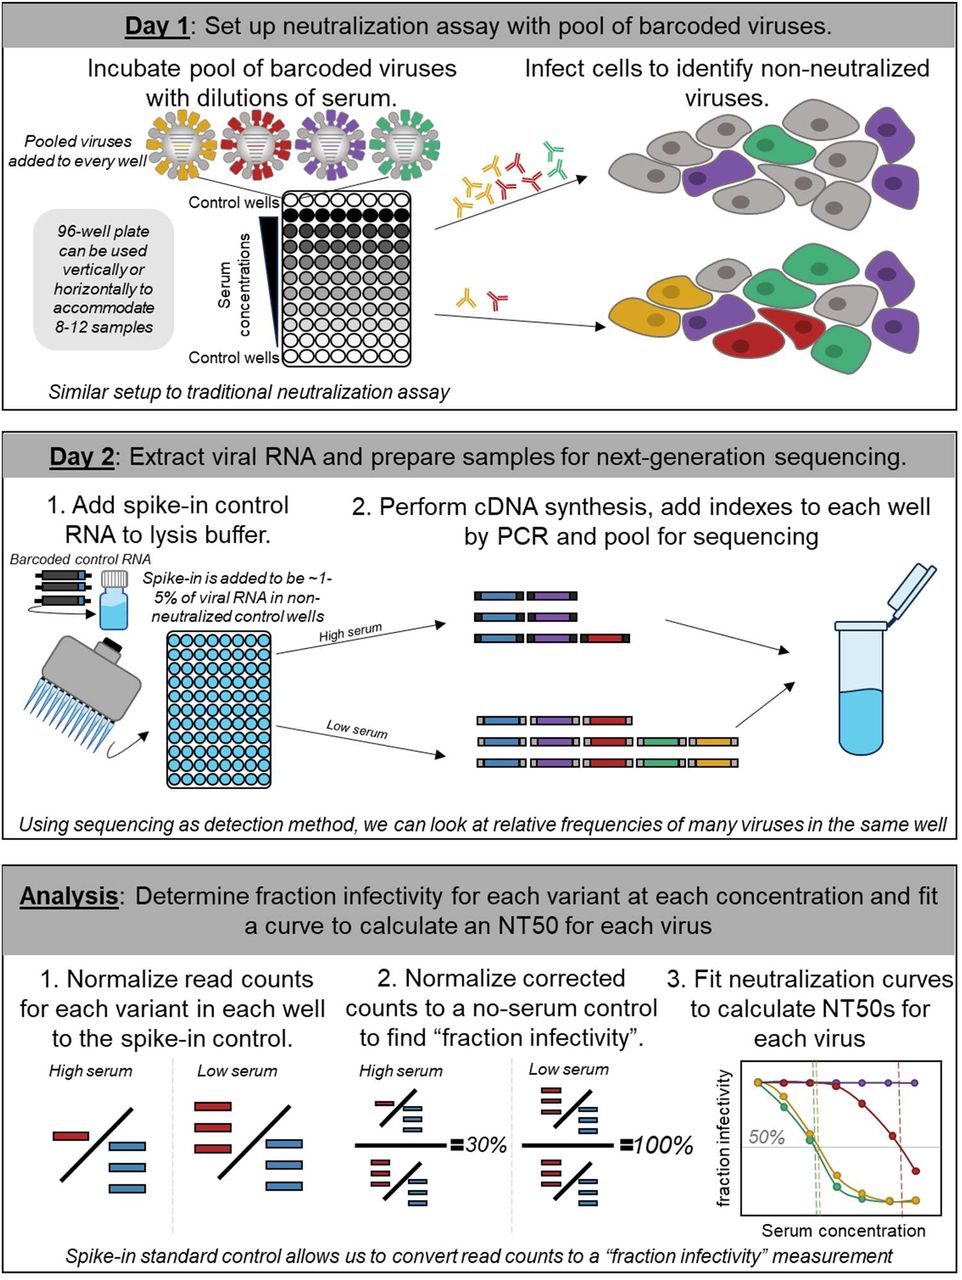 Day 1: Set up neutralization assay with pool of barcoded viruses.
Incubate pool of barcoded viruses
with dilutions of serum.
Infect cells to identify non-neutralized
viruses.
Pooled viruses
added to every well
Control wells
96-well plate
can be used
vertically or
horizontally to
accommodate
8-12 samples
Serum
concentrations
Control wells
Similar setup to traditional neutralization assay
Day 2: Extract viral RNA and prepare samples for next-generation sequencing.
1. Add spike-in control
RNA to lysis buffer.
2. Perform cDNA synthesis, add indexes to each well
by PCR and pool for sequencing
Barcoded control RNA
Spike-in is added to be ~1-
5% of viral RNA in non-
neutralized control wells
High serum
Low serum
Using sequencing as detection method, we can look at relative frequencies of many viruses in the same well
Analysis: Determine fraction infectivity for each variant at each concentration and fit
a curve to calculate an NT50 for each virus
1. Normalize read counts
for each variant in each well
to the spike-in control.
High serum
Low serum
2. Normalize corrected
counts to a no-serum control
to find “fraction infectivity”.
High serum
Low serum
=30%
=100%
3. Fit neutralization curves
to calculate NT50s for
each virus
fraction infectivity
50%
Serum concentration
Spike-in standard control allows us to convert read counts to a “fraction infectivity” measurement